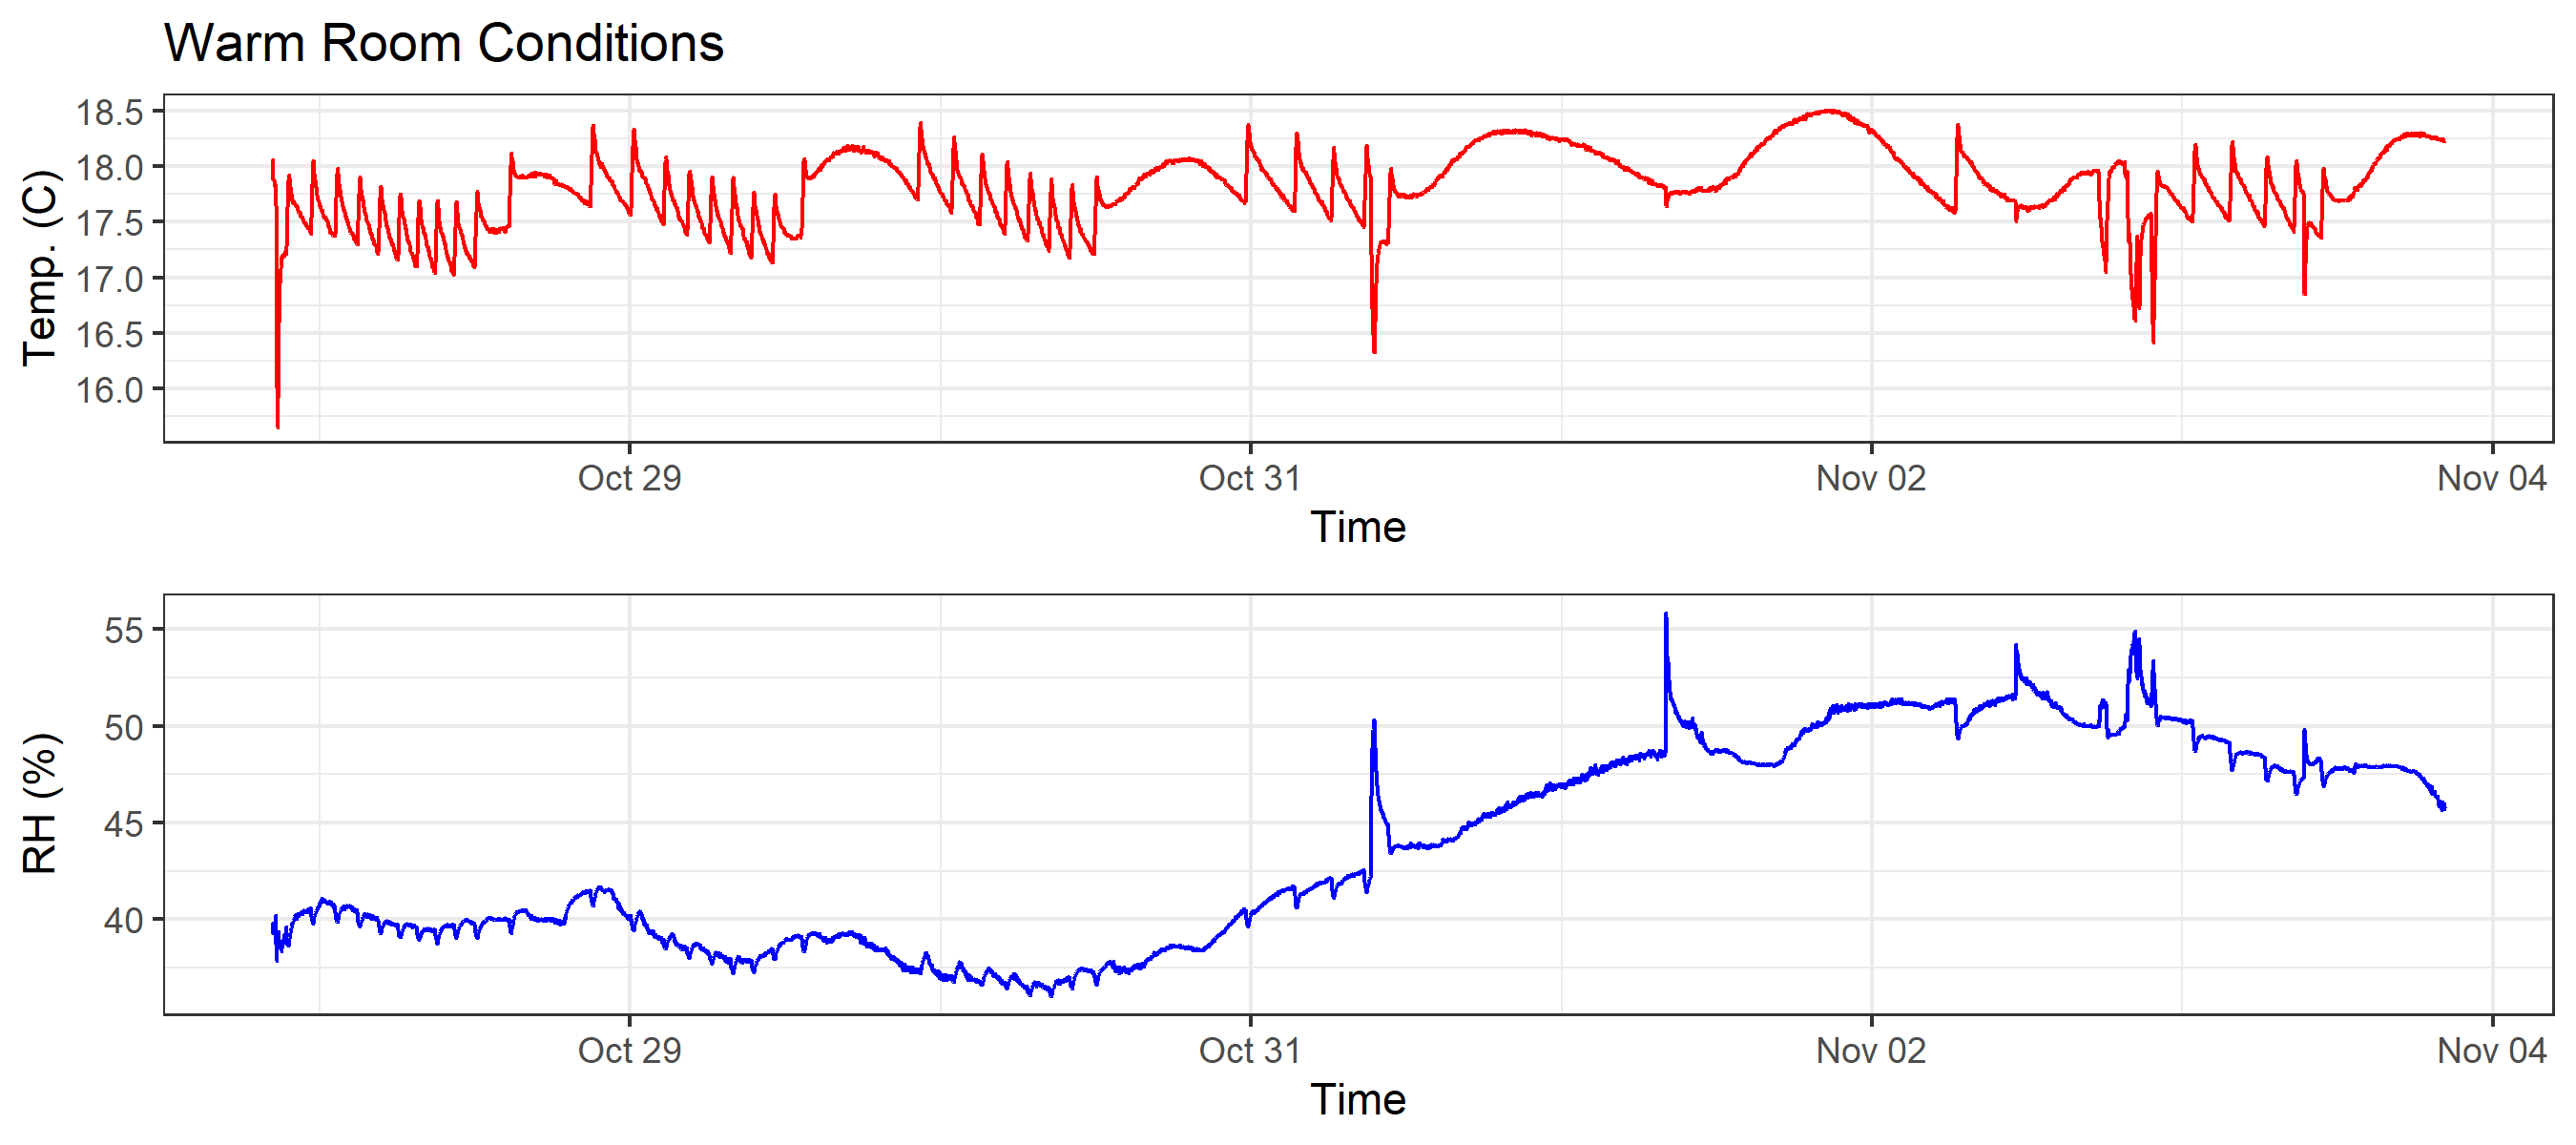 Warm Room Conditions
Temp. (C)
18.5
18.0
17.5
17.0
16.5
16.0
Oct 29 Oct 31 Nov 02 Nov 04
Time
RH (%)
55
50
45
40
Oct 29 Oct 31 Nov 02 Nov 04
Time